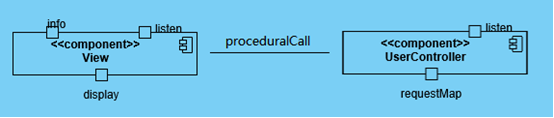 info
listen
<<component>>
View
display
proceduralCall
listen
<<component>>
UserController
requestMap